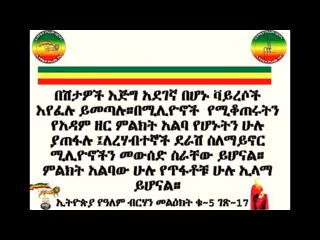 በሽታዎች እጅግ አደገኛ በሆኑ ቫይረሶች
እየፈሉ ይመጣሉ።በሚሊዮኖች የሚቆጠሩትን
የአዳም ዘር ምልክት አልባ የሆኑትን ሁሉ
ያጠፋሉ ፤ለረሃብተኞች ደራሽ ስለማይኖር
ሚሊዮኖችን መውሰድ ስራቸው ይሆናል።
ምልክት አልባው ሁሉ የጥፋቶቹ ሁሉ ኢላማ
ይሆናል።
ኢትዮጵያ የዓለም ብርሃን መልዕክት ቁ-5 ገጽ-17